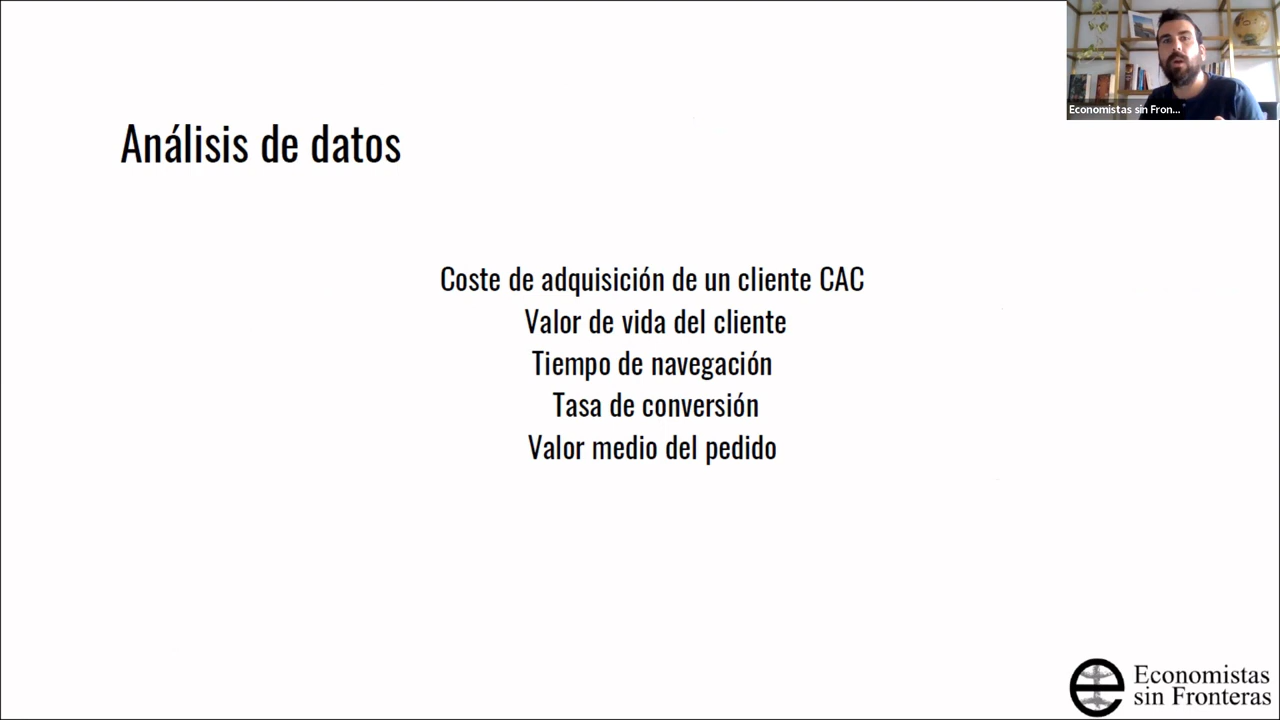 Economistas sin Fron...
Análisis de datos
Coste de adquisición de un cliente CAC
Valor de vida del cliente
Tiempo de navegación
Tasa de conversión
Valor medio del pedido
Economistas
sin Fronteras